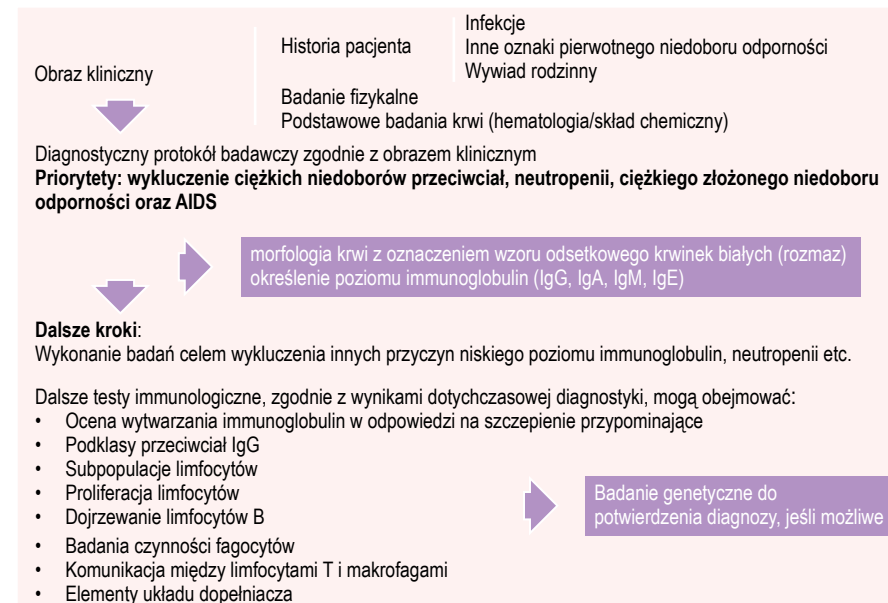 Obraz kliniczny
Historia pacjenta
Infekcje
Inne oznaki pierwotnego niedoboru odporności
Wywiad rodzinny
Badanie fizykalne
Podstawowe badania krwi (hematologia/skład chemiczny)
Diagnostyczny protokół badawczy zgodnie z obrazem klinicznym
Priorytety: wykluczenie ciężkich niedoborów przeciwciał, neutropenii, ciężkiego złożonego niedoboru
odporności oraz AIDS
morfologia krwi z oznaczeniem wzoru odsetkowego krwinek białych (rozmaz)
określenie poziomu immunoglobulin (IgG, IgA, IgM, IgE)
Dalsze kroki:
Wykonanie badań celem wykluczenia innych przyczyn niskiego poziomu immunoglobulin, neutropenii etc.
Dalsze testy immunologiczne, zgodnie z wynikami dotychczasowej diagnostyki, mogą obejmować:
• Ocena wytwarzania immunoglobulin w odpowiedzi na szczepienie przypominające
• Podklasy przeciwciał IgG
• Subpopulacje limfocytów
• Proliferacja limfocytów
• Dojrzewanie limfocytów B
• Badania czynności fagocytów
• Komunikacja między limfocytami T i makrofagami
• Elementy układu dopełniacza
Badanie genetyczne do
potwierdzenia diagnozy, jeśli możliwe